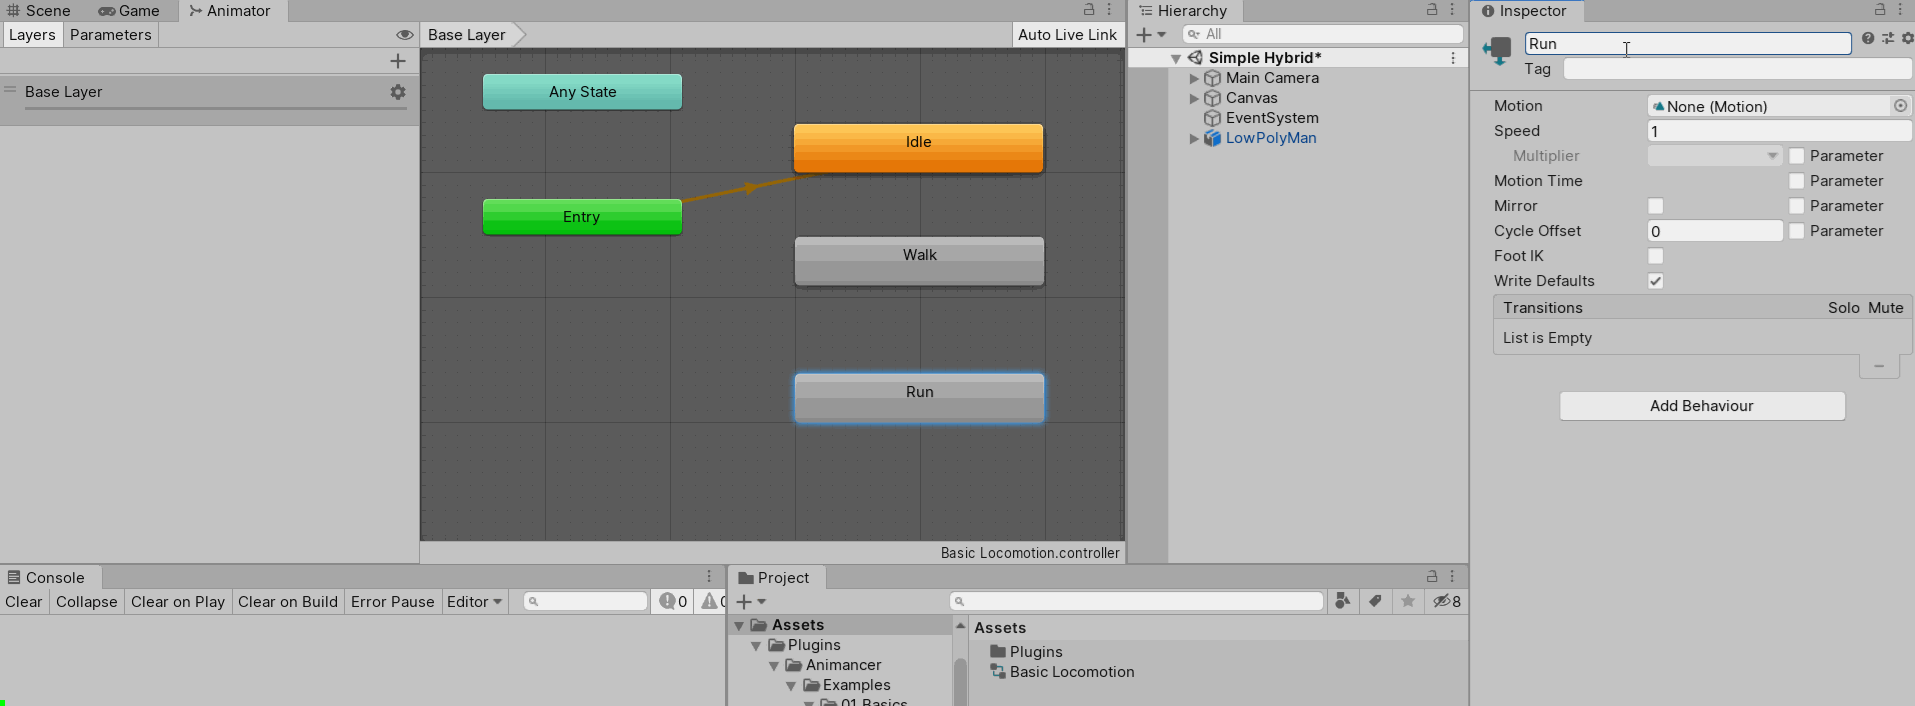 Scene
Game
Animator
Layers
Parameters
Base Layer
Any State
Entry
Idle
Walk
Run
Base Layer
Auto Live Link
Basic Locomotion.controller
Hierarchy
All
Simple Hybrid*
Main Camera
Canvas
EventSystem
LowPolyMan
Inspector
Run
Tag
Motion
None (Motion)
Speed
1
Multiplier
Parameter
Motion Time
Parameter
Mirror
Parameter
Cycle Offset
0
Parameter
Foot IK
Write Defaults
Transitions Solo Mute
List is Empty
Add Behaviour
Console
Clear
Collapse
Clear on Play
Clear on Build
Error Pause
Editor
0
0
Project
8
Assets
Plugins
Animancer
Examples
01 Basics
Assets
Plugins
Basic Locomotion